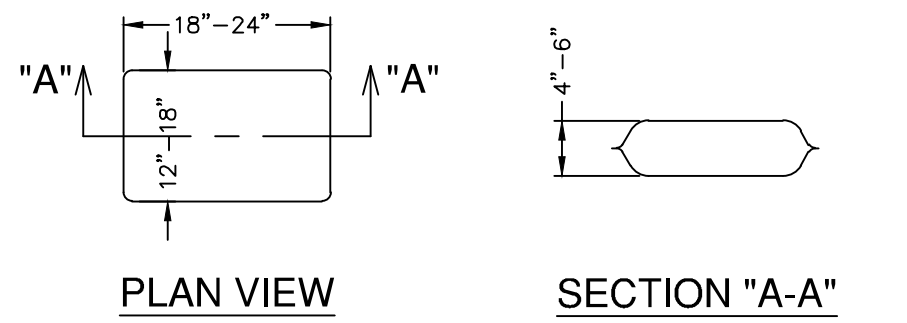 18”–24”
"A" "A"
12”–18”
PLAN VIEW
4”–6”
SECTION "A-A"